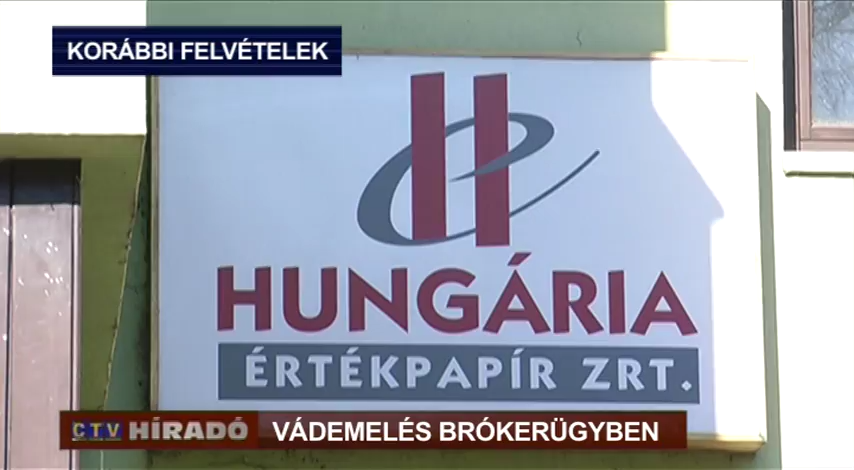 KORÁBBI FELVÉTELEK
HUNGÁRIA
ÉRTÉKPAPÍR ZRT.
CTV HÍRADÓ VÁDEMELÉS BRÓKERÜGYBEN